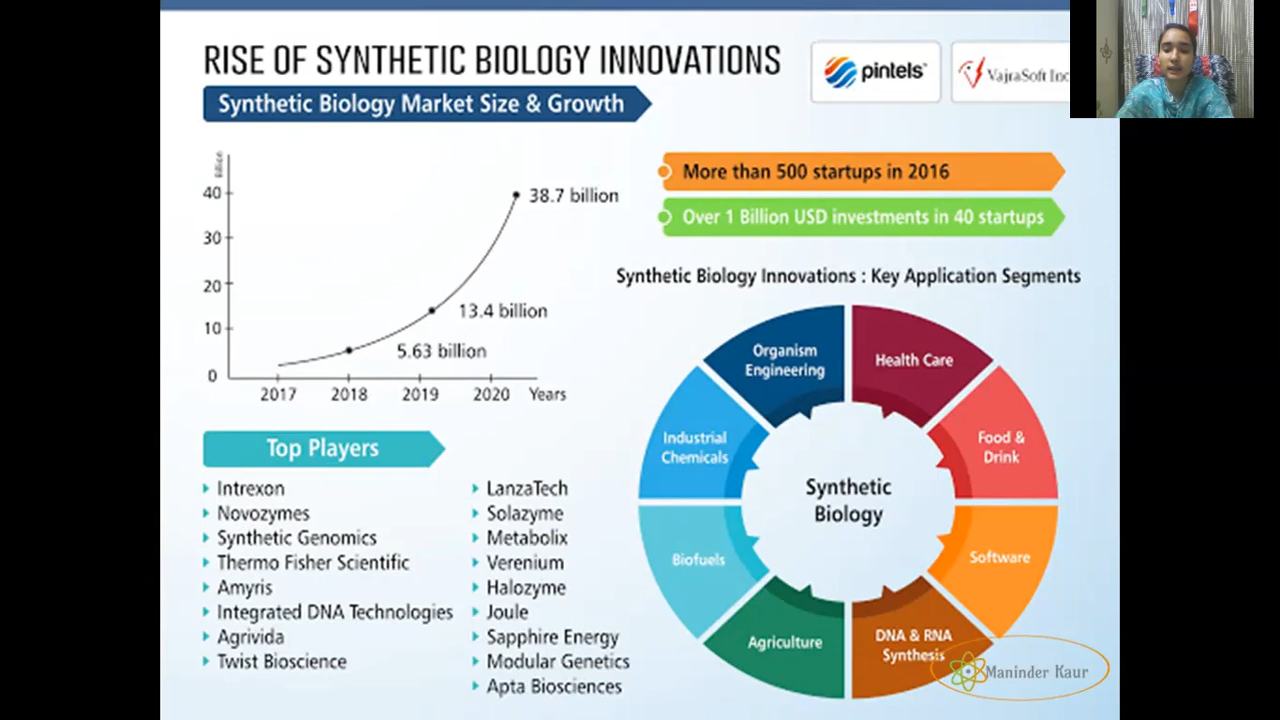 RISE OF SYNTHETIC BIOLOGY INNOVATIONS
pintels™
VajraSoft Inc
Synthetic Biology Market Size & Growth
Billion
40
30
20
10
0
38.7 billion
13.4 billion
5.63 billion
2017 2018 2019 2020 Years
More than 500 startups in 2016
Over 1 Billion USD investments in 40 startups
Top Players
Intrexon
Novozymes
Synthetic Genomics
Thermo Fisher Scientific
Amyris
Integrated DNA Technologies
Agrivida
Twist Bioscience
LanzaTech
Solazyme
Metabolix
Verenium
Halozyme
Joule
Sapphire Energy
Modular Genetics
Apta Biosciences
Synthetic Biology Innovations : Key Application Segments
Organism
Engineering
Health Care
Food &
Drink
Software
DNA & RNA
Synthesis
Agriculture
Biofuels
Industrial
Chemicals
Synthetic
Biology
Maninder Kaur